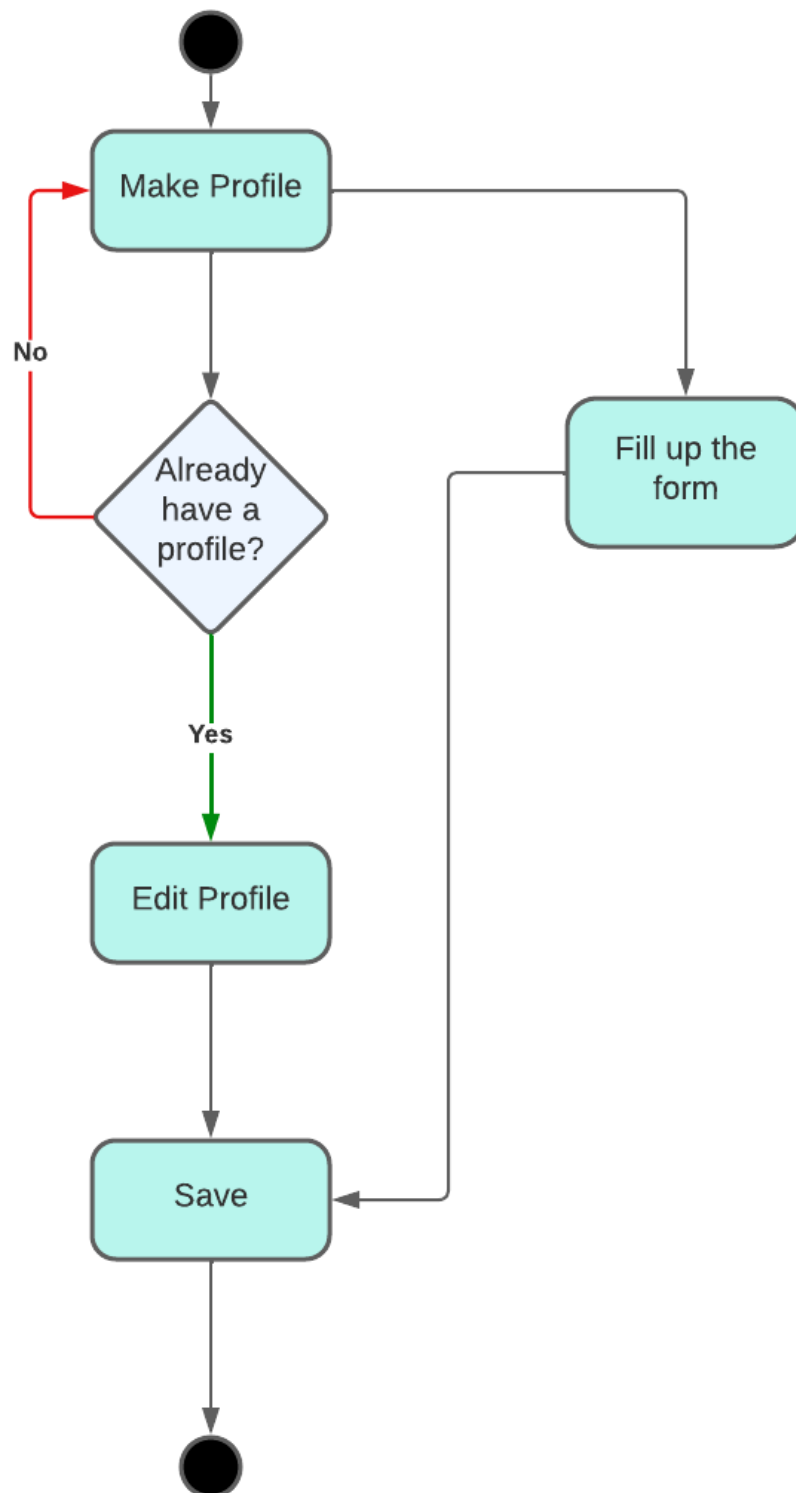 Make Profile
No
Fill up the
form
Already
have a
profile?
Yes
Edit Profile
Save